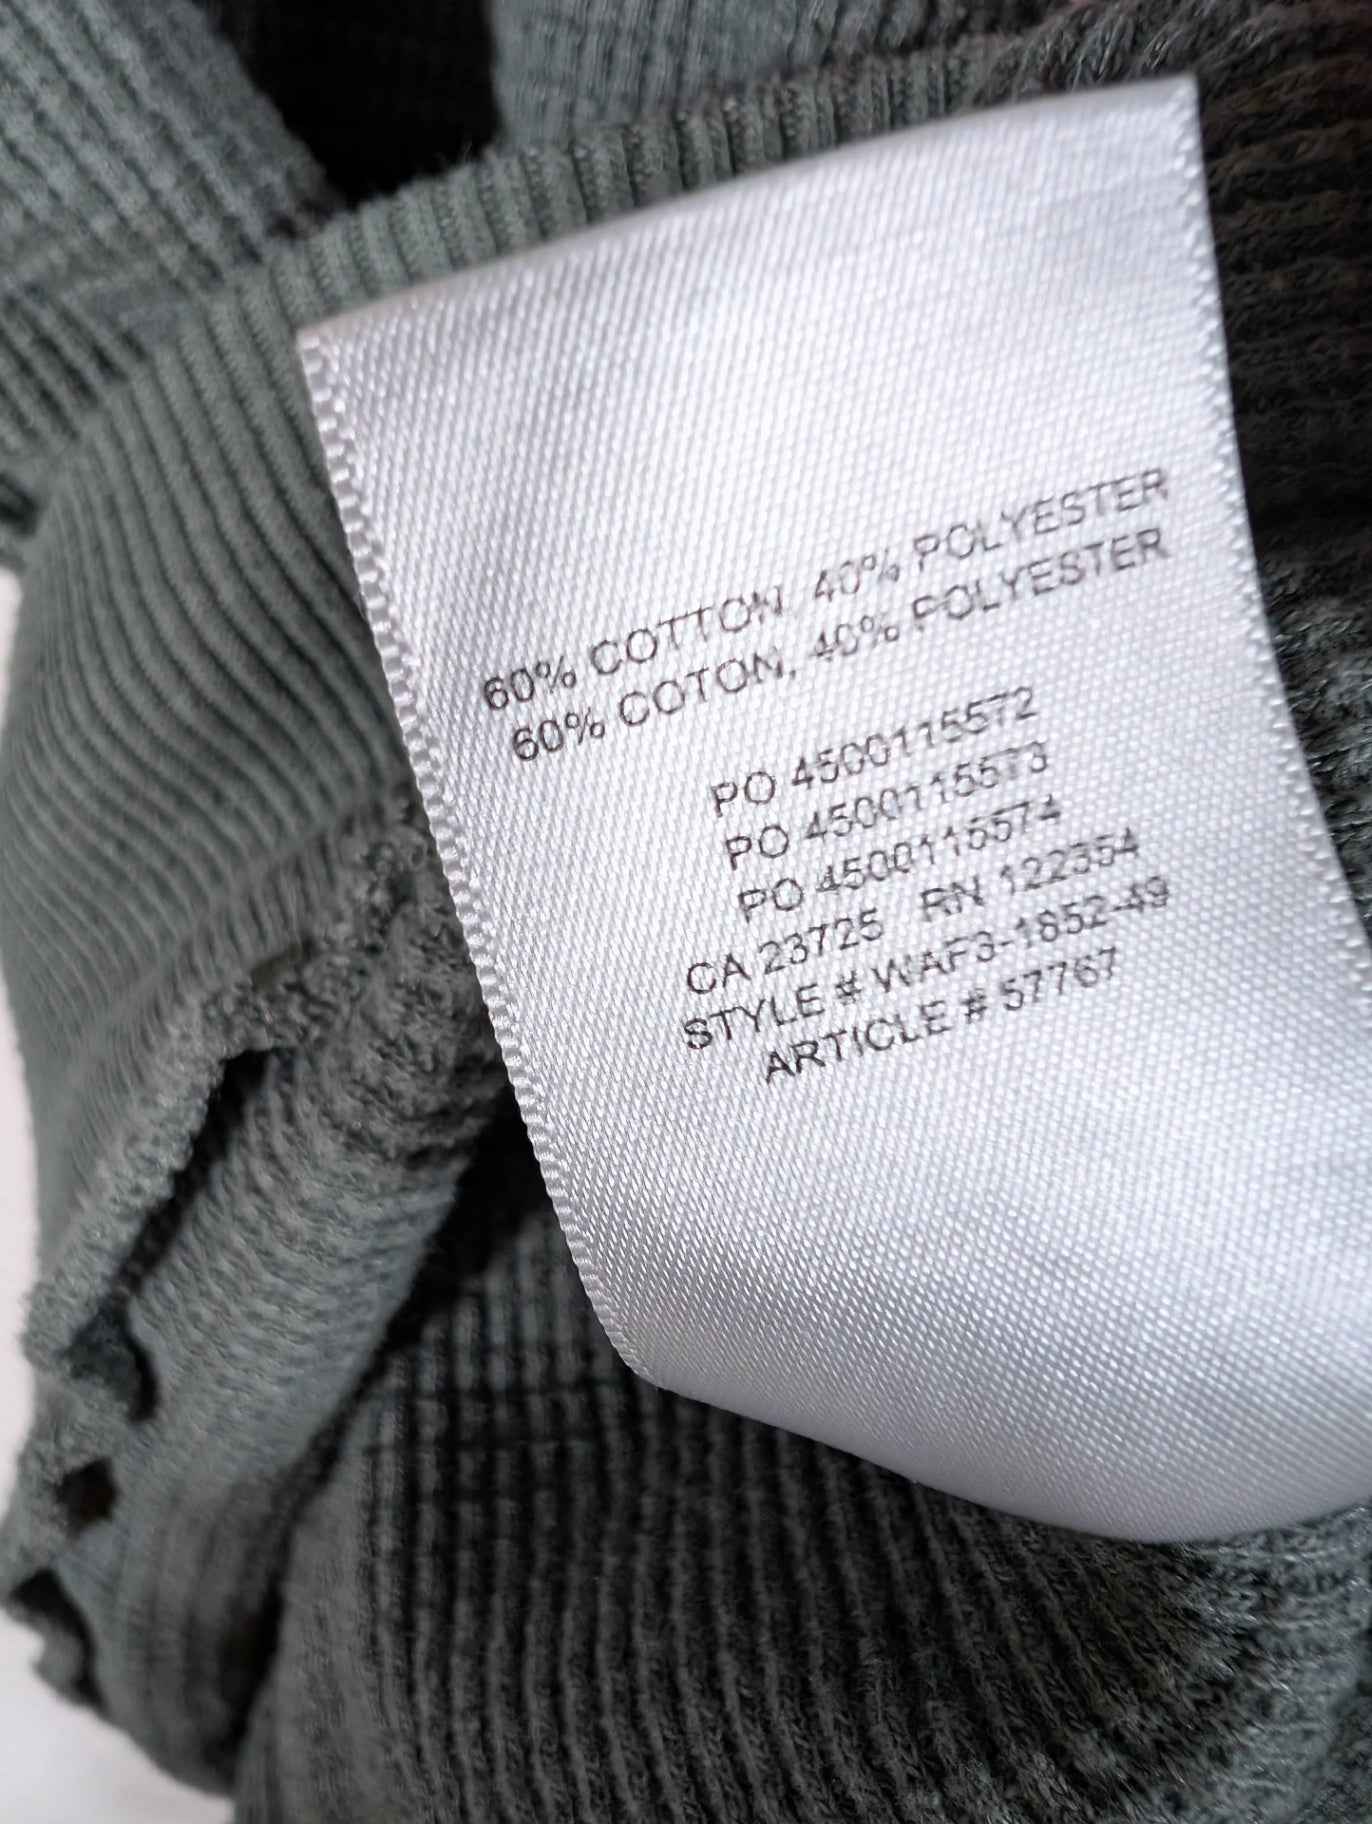 60% COTTON, 40% POLYESTER
60% COTON, 40% POLYESTER
PO 4500115572
PO 4500115573
PO 4500115574
CA 23725 RN 122354
STYLE # WAF3-1852-49
ARTICLE # 57767